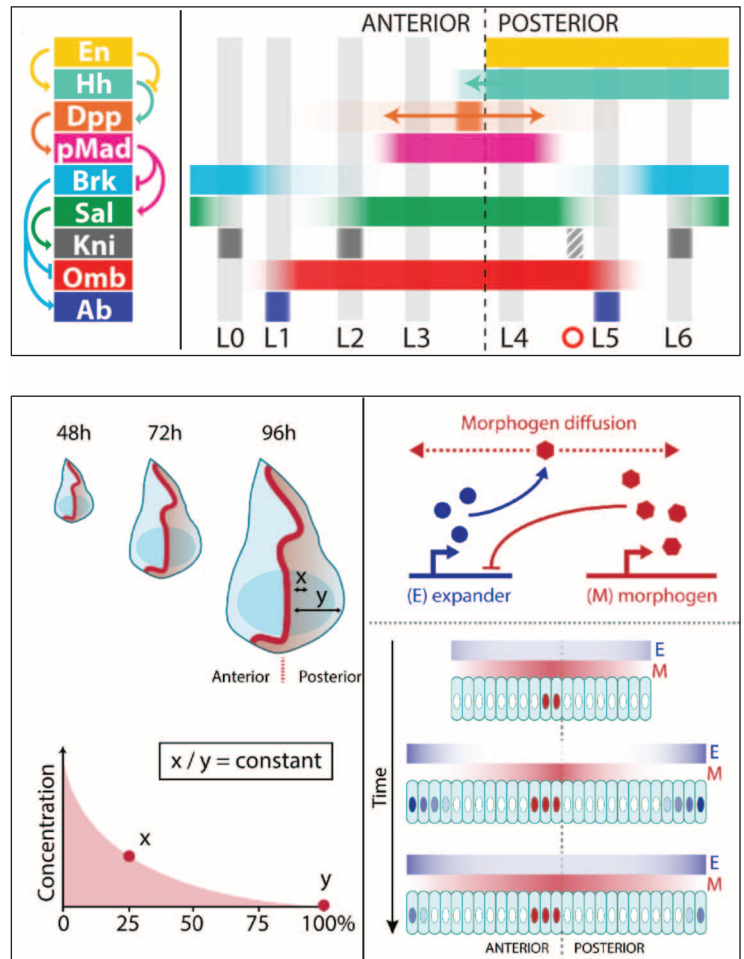 ANTERIOR POSTERIOR
En
Hh
Dpp
pMad
Brk
Sal
Kni
Omb
Ab
L0 L1 L2 L3 L4 O L5 L6
48h 72h 96h
x
y
Anterior Posterior
x / y = constant
Concentration
x
y
0 25 50 75 100%
Morphogen diffusion
(E) expander (M) morphogen
Time
E
M
E
M
E
M
ANTERIOR POSTERIOR